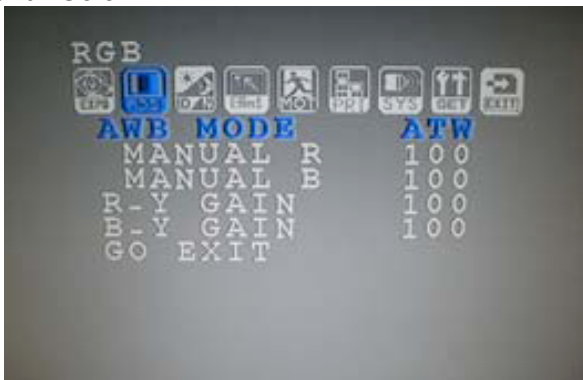 RGB
EXPO D/N MOT PRI SYS SET EXIT
AWB MODE ATW
MANUAL R 100
MANUAL B 100
R-Y GAIN 100
B-Y GAIN 100
GO EXIT